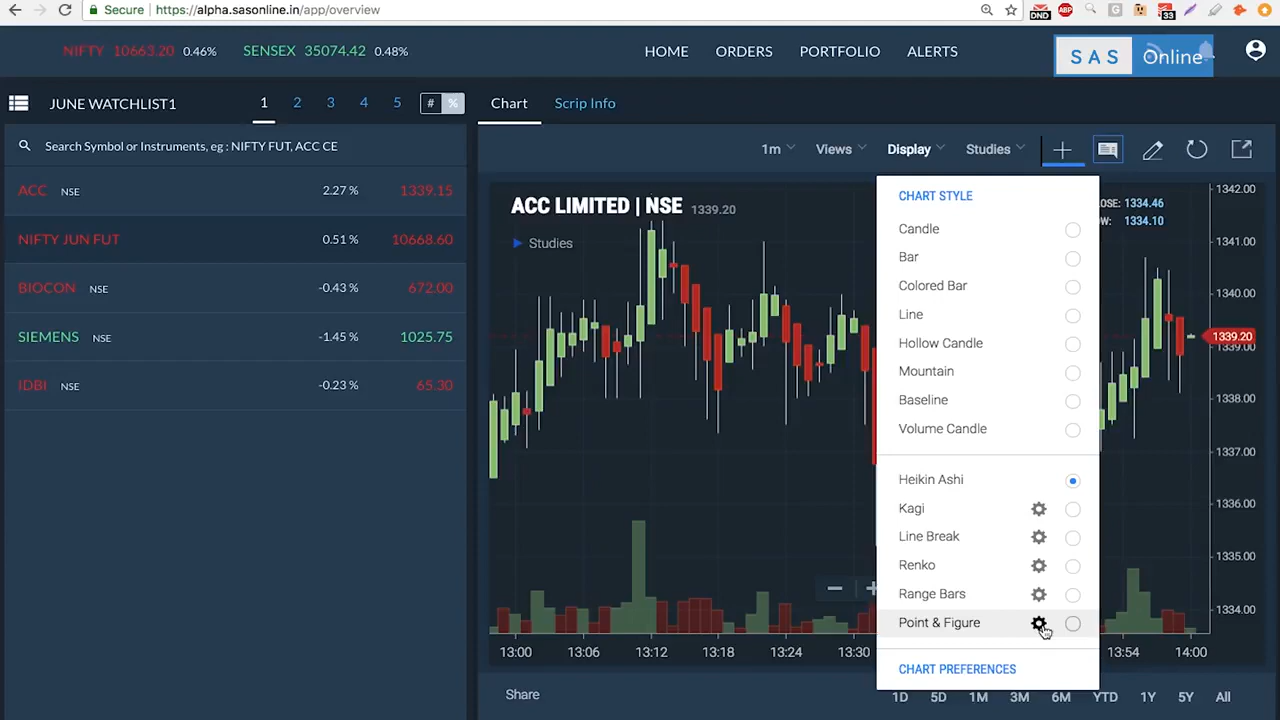 Secure https://alpha.sasonline.in/app/overview
DND ABP G 33
NIFTY 10663.20 0.46% SENSEX 35074.42 0.48% HOME ORDERS PORTFOLIO ALERTS SAS Online
JUNE WATCHLIST1 1 2 3 4 5 # % Chart Scrip Info
Search Symbol or Instruments, eg : NIFTY FUT, ACC CE
1m Views Display Studies
ACC NSE 2.27 % 1339.15
NIFTY JUN FUT 0.51 % 10668.60
BIOCON NSE -0.43 % 672.00
SIEMENS NSE -1.45 % 1025.75
IDBI NSE -0.23 % 65.30
ACC LIMITED | NSE 1339.20
Studies
CHART STYLE
Candle
Bar
Colored Bar
Line
Hollow Candle
Mountain
Baseline
Volume Candle
Heikin Ashi
Kagi
Line Break
Renko
Range Bars
Point & Figure
CHART PREFERENCES
OSE: 1334.46
OW: 1334.10
1342.00
1341.00
1340.00
1339.20
1339.00
1338.00
1337.00
1336.00
1335.00
1334.00
13:00 13:06 13:12 13:18 13:24 13:30 13:54 14:00
Share 1D 5D 1M 3M 6M YTD 1Y 5Y All